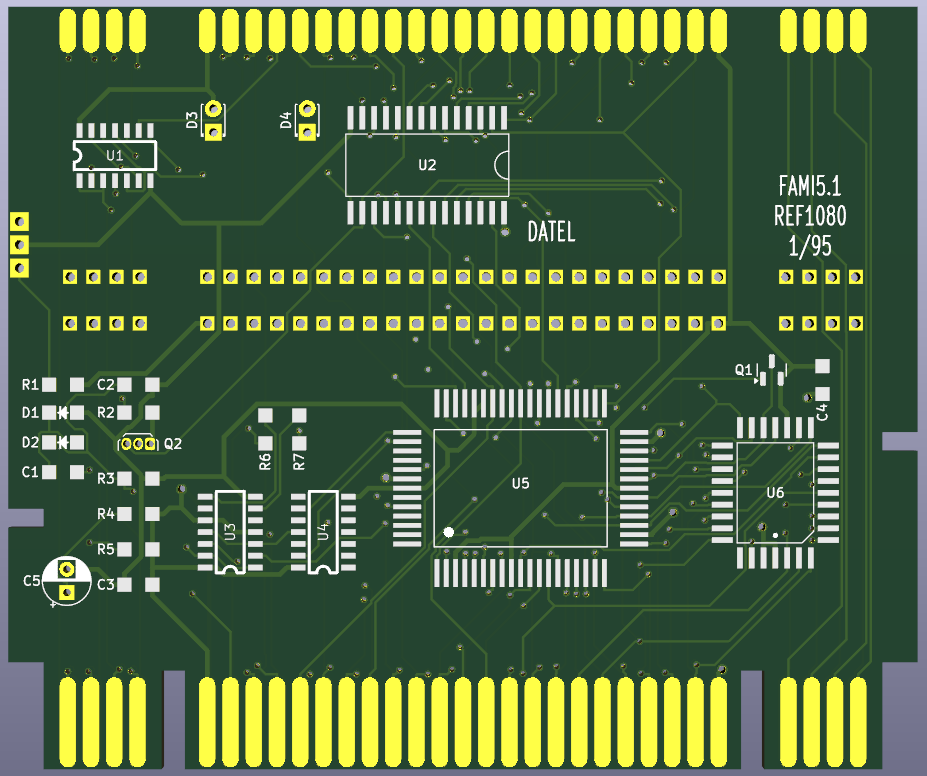 D3
D4
U1
U2
FAMI5.1
REF1080
1/95
DATEL
R1
C2
Q1
D1
R2
C4
D2
Q2
C1
R3
R6
R7
U5
U6
R4
U3
U4
R5
C5
C3
+